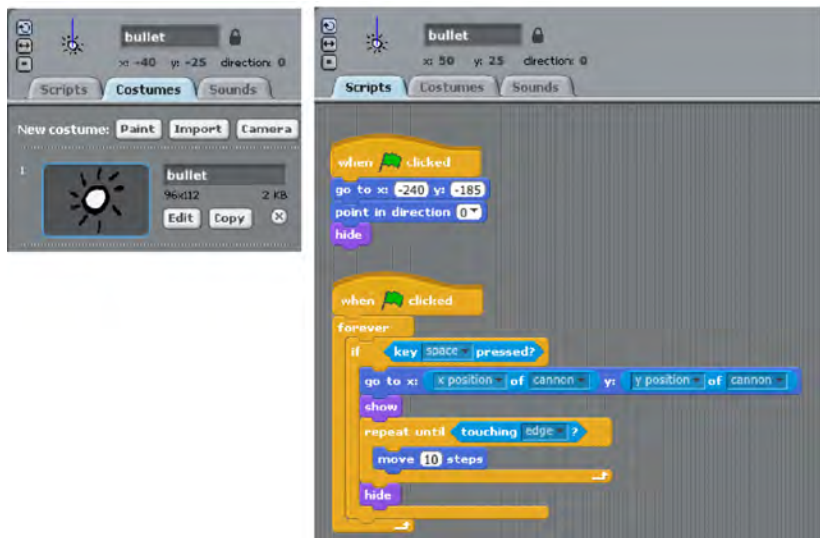 bullet
x: -40 y: -25 direction: 0
Scripts Costumes Sounds
New costume: Paint Import Camera
1
bullet
96x112 2 KB
Edit Copy
bullet
x: 50 y: 25 direction: 0
Scripts Costumes Sounds
when clicked
go to x: -240 y: -185
point in direction 0
hide
when clicked
forever
if key space pressed?
go to x: x position of cannon y: y position of cannon
show
repeat until touching edge ?
move 10 steps
hide